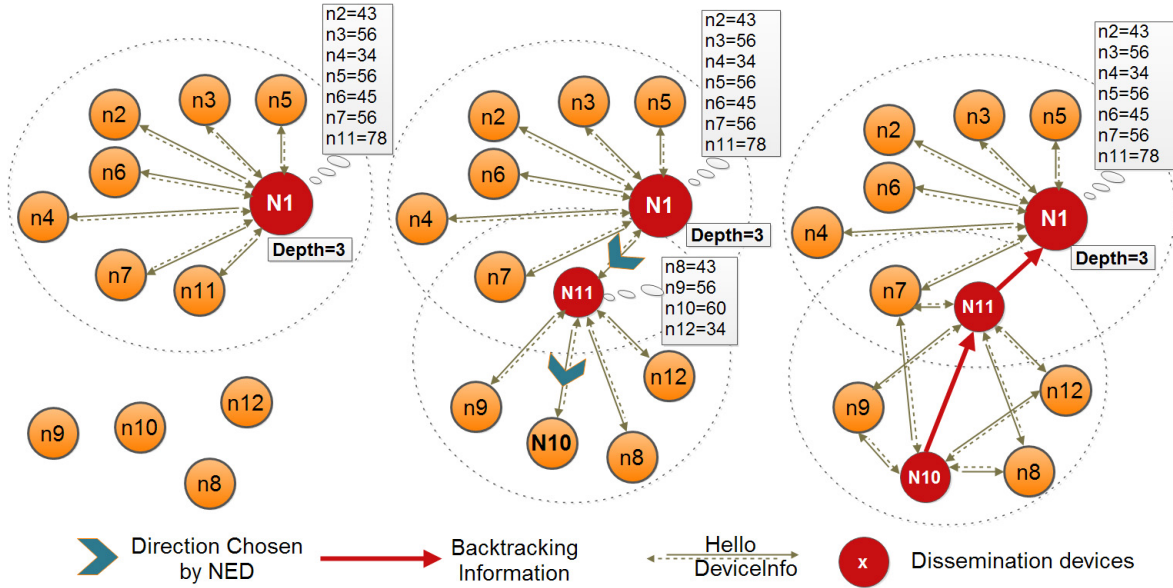 n2=43
n3=56
n4=34
n5=56
n6=45
n7=56
n11=78
n3
n5
n2
n6
N1
n4
Depth=3
n7
n11
n12
n10
n9
n8
n2=43
n3=56
n4=34
n5=56
n6=45
n7=56
n11=78
n3
n5
n2
n6
N1
n4
Depth=3
n7
N11
n8=43
n9=56
n10=60
n12=34
n12
n9
N10
n8
n2=43
n3=56
n4=34
n5=56
n6=45
n7=56
n11=78
n3
n5
n2
n6
N1
n4
Depth=3
n7
N11
n12
n9
n8
N10
Direction Chosen
by NED
Backtracking
Information
Hello
DeviceInfo
x
Dissemination devices